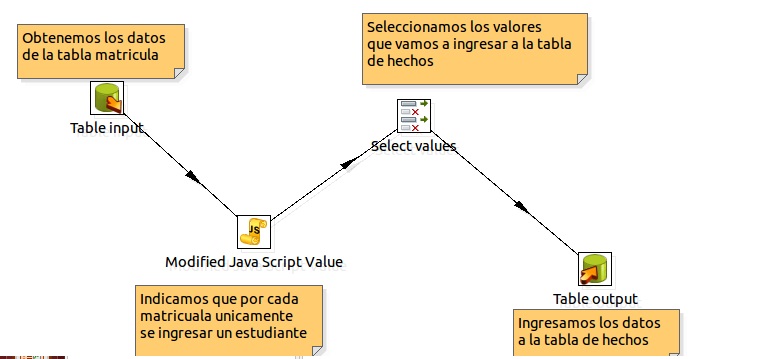 Obtenemos los datos
de la tabla matricula
Seleccionamos los valores
que vamos a ingresar a la tabla
de hechos
Table input
Select values
JS
Modified Java Script Value
Table output
Indicamos que por cada
matricuala unicamente
se ingresar un estudiante
Ingresamos los datos
a la tabla de hechos